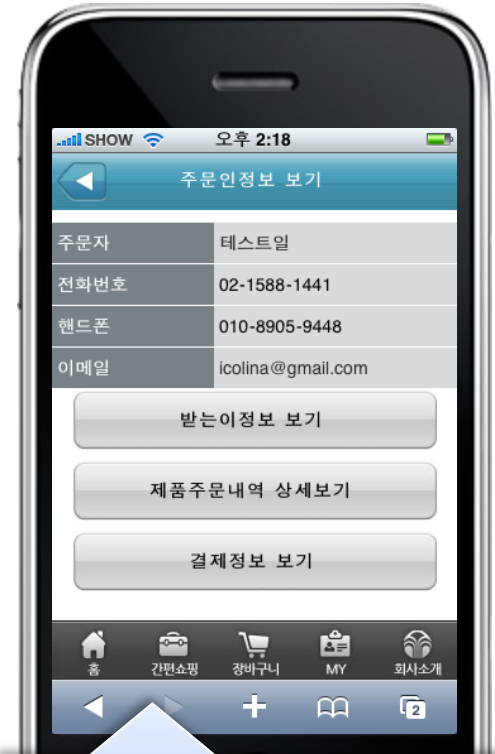 SHOW 오후 2:18
주문인정보 보기
주문자 테스트일
전화번호 02-1588-1441
핸드폰 010-8905-9448
이메일 icolina@gmail.com
받는이정보 보기
제품주문내역 상세보기
결제정보 보기
홈 간편쇼핑 장바구니 MY 회사소개
2